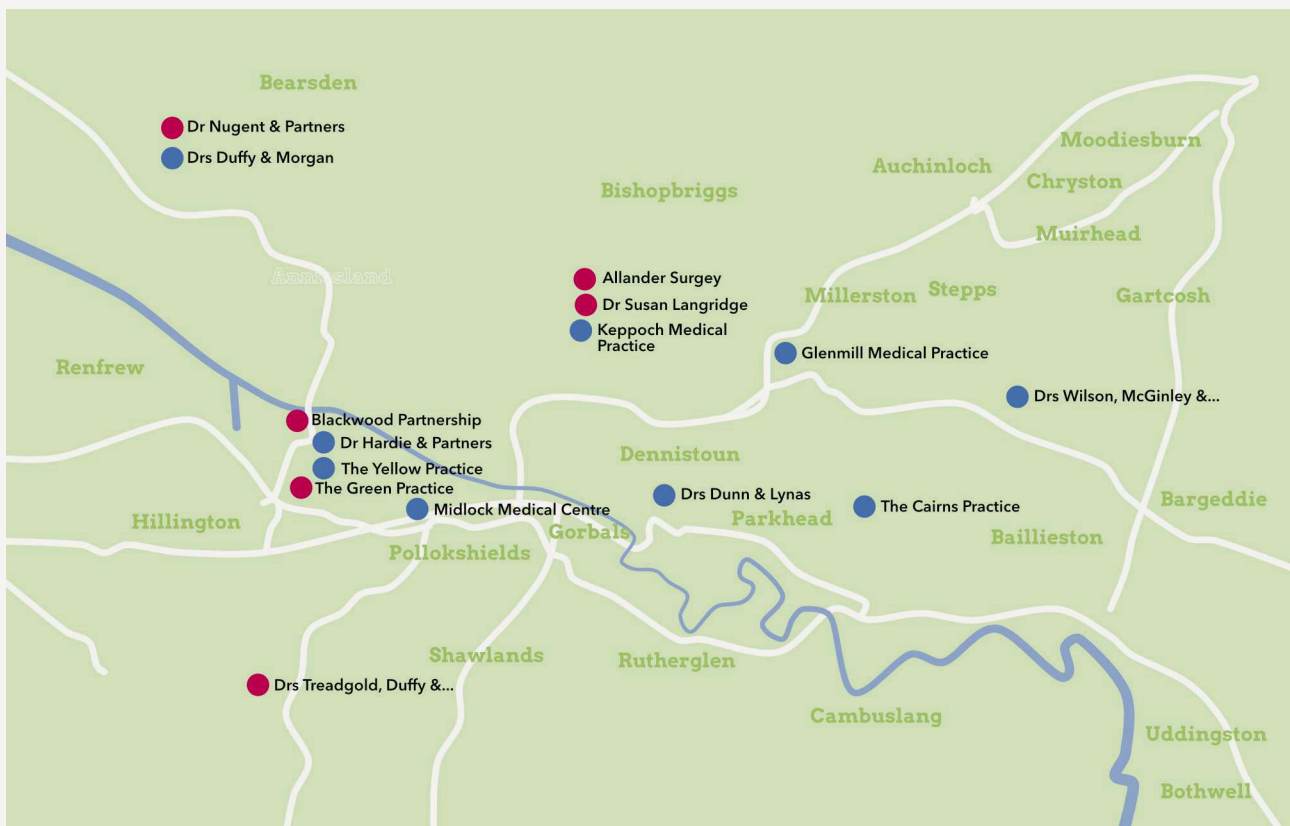 Bearsden
Dr Nugent & Partners
Drs Duffy & Morgan
Moodiesburn
Auchinloch
Chryston
Bishopbriggs
Muirhead
Anniesland
Allander Surgey
Dr Susan Langridge
Keppoch Medical
Practice
Millerston
Stepps
Gartcosh
Glenmill Medical Practice
Renfrew
Drs Wilson, McGinley &...
Blackwood Partnership
Dr Hardie & Partners
The Yellow Practice
The Green Practice
Midlock Medical Centre
Dennistoun
Drs Dunn & Lynas
The Cairns Practice
Bargeddie
Hillington
Parkhead
Gorbals
Baillieston
Pollokshields
Shawlands
Rutherglen
Drs Treadgold, Duffy &...
Cambuslang
Uddingston
Bothwell